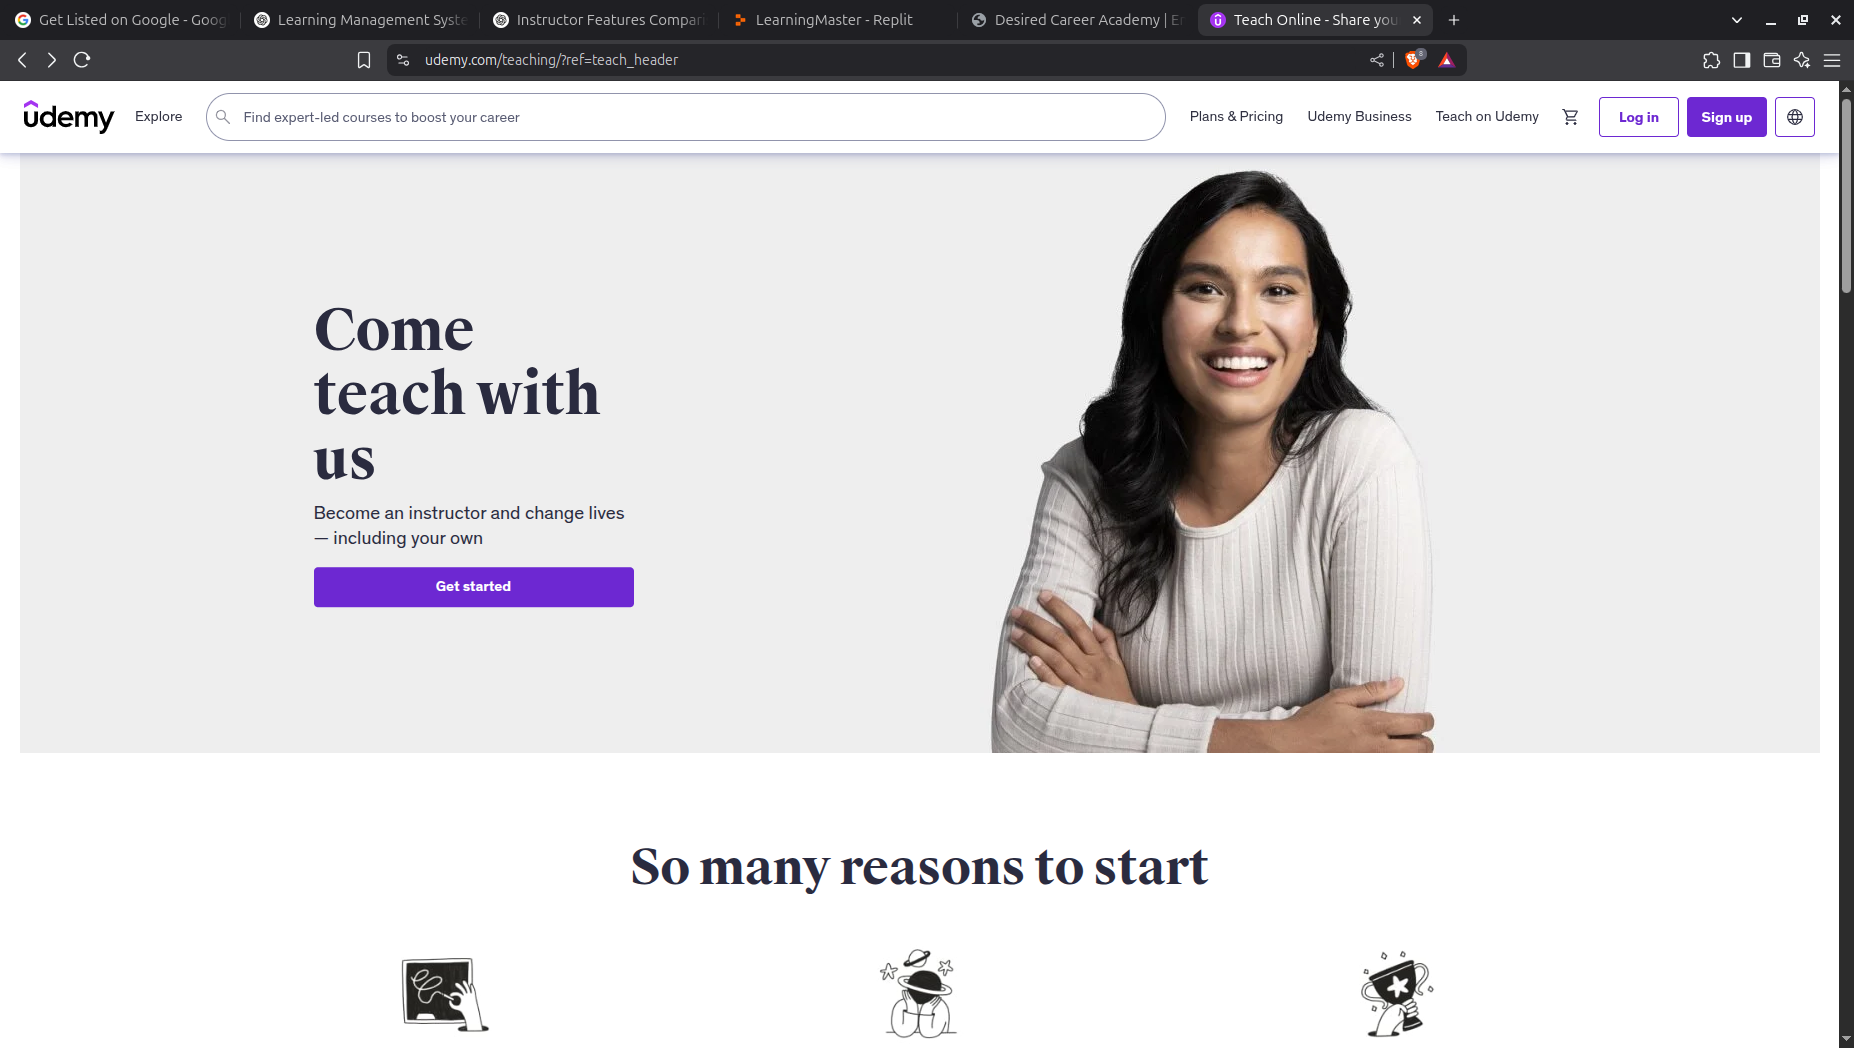 Get Listed on Google - Goog
Learning Management Syste
Instructor Features Compari
LearningMaster - Replit
Desired Career Academy | En
Teach Online - Share you
udemy.com/teaching/?ref=teach_header
8
udemy
Explore
Find expert-led courses to boost your career
Plans & Pricing
Udemy Business
Teach on Udemy
Log in
Sign up
Come
teach with
us
Become an instructor and change lives
— including your own
Get started
So many reasons to start